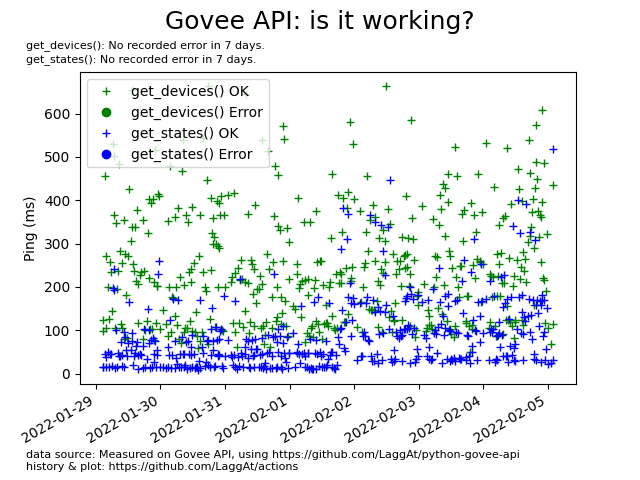 Govee API: is it working?
get_devices(): No recorded error in 7 days.
get_states(): No recorded error in 7 days.
get_devices() OK
get_devices() Error
get_states() OK
get_states() Error
Ping (ms)
600
500
400
300
200
100
0
2022-01-29
2022-01-30
2022-01-31
2022-02-01
2022-02-02
2022-02-03
2022-02-04
2022-02-05
data source: Measured on Govee API, using https://github.com/LaggAt/python-govee-api
history & plot: https://github.com/LaggAt/actions